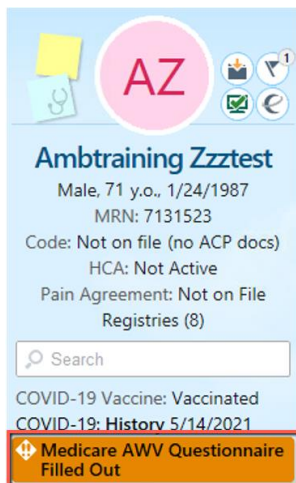 AZ
1
Ambtraining Zzztest
Male, 71 y.o., 1/24/1987
MRN: 7131523
Code: Not on file (no ACP docs)
HCA: Not Active
Pain Agreement: Not on File
Registries (8)
Search
COVID-19 Vaccine: Vaccinated
COVID-19: History 5/14/2021
Medicare AWV Questionnaire
Filled Out